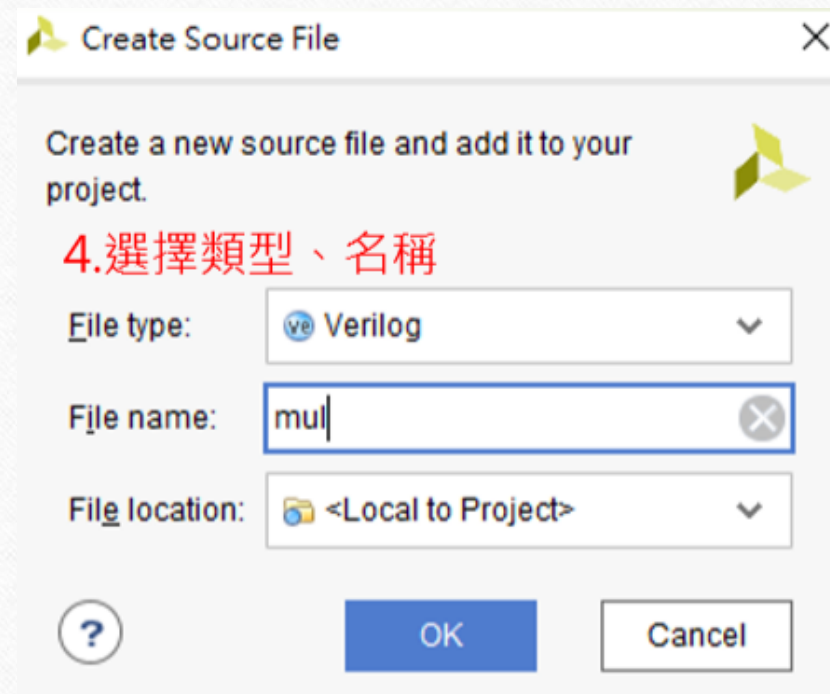 Create Source File
Create a new source file and add it to your
project.
4.選擇類型、名稱
File type:
Verilog
File name:
mul
File location:
<Local to Project>
?
OK
Cancel